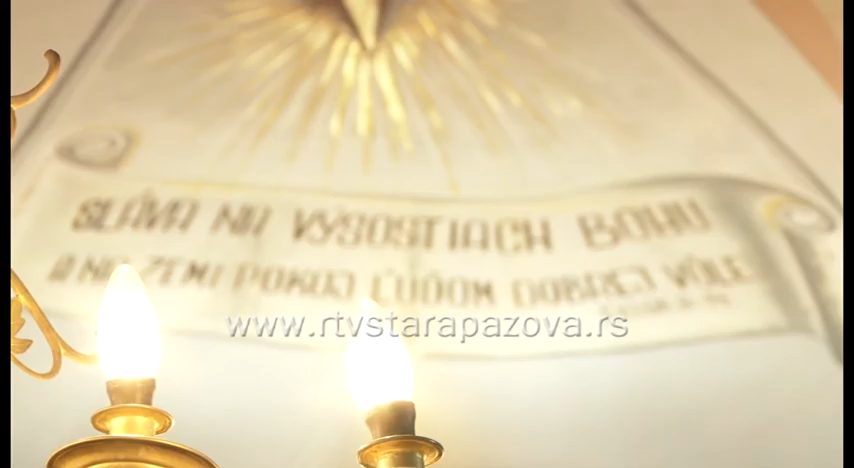 SLÁVA NA VÝSOSTIACH BOHU
A NA ZEMI POKOJ ĽUĎOM DOBREJ VÔLE
www.rtvstarapazova.rs